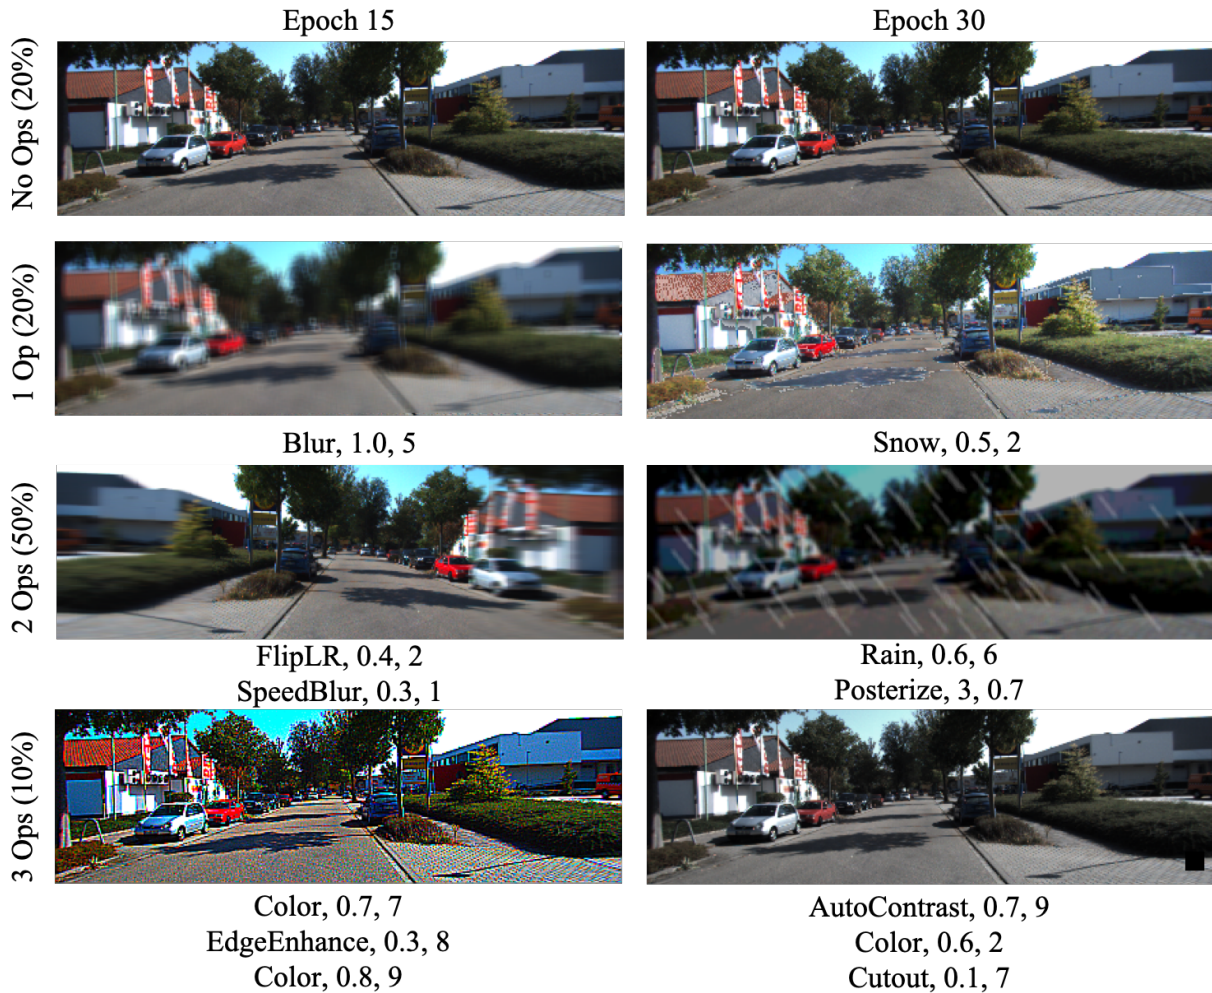 Epoch 15
Epoch 30
No Ops (20%)
1 Op (20%)
Blur, 1.0, 5
Snow, 0.5, 2
2 Ops (50%)
FlipLR, 0.4, 2
SpeedBlur, 0.3, 1
Rain, 0.6, 6
Posterize, 3, 0.7
3 Ops (10%)
Color, 0.7, 7
EdgeEnhance, 0.3, 8
Color, 0.8, 9
AutoContrast, 0.7, 9
Color, 0.6, 2
Cutout, 0.1, 7